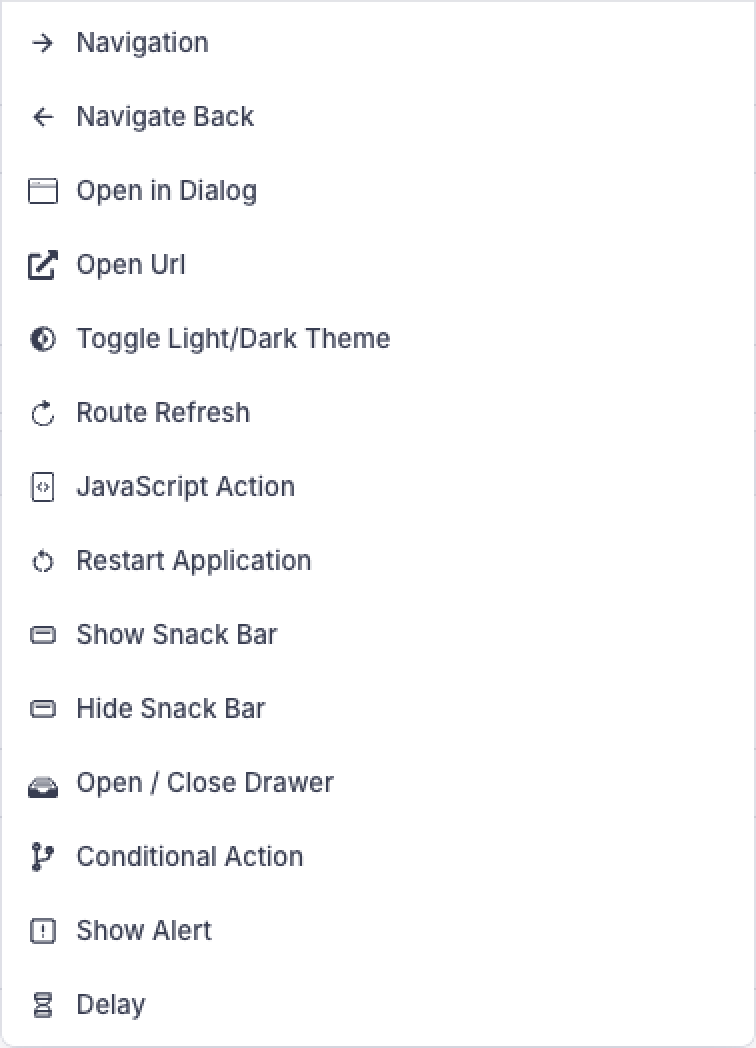 Navigation
Navigate Back
Open in Dialog
Open Url
Toggle Light/Dark Theme
Route Refresh
JavaScript Action
Restart Application
Show Snack Bar
Hide Snack Bar
Open / Close Drawer
Conditional Action
Show Alert
Delay